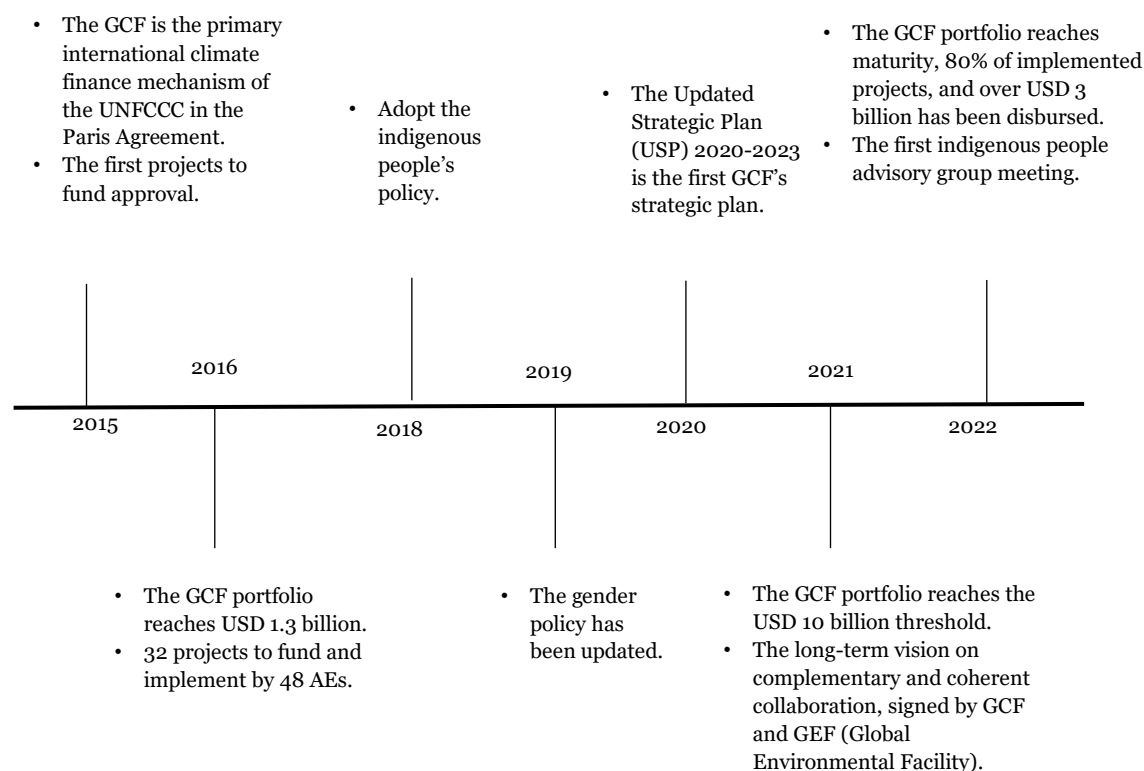 • The GCF is the primary
international climate
finance mechanism of
the UNFCCC in the
Paris Agreement.
• The first projects to
fund approval.
• Adopt the
indigenous
people's
policy.
• The Updated
Strategic Plan
(USP) 2020-2023
is the first GCF's
strategic plan.
• The GCF portfolio reaches
maturity, 80% of implemented
projects, and over USD 3
billion has been disbursed.
• The first indigenous people
advisory group meeting.
2016
2019
2021
2015
2018
2020
2022
• The GCF portfolio
reaches USD 1.3 billion.
• 32 projects to fund and
implement by 48 AEs.
• The gender
policy has
been updated.
• The GCF portfolio reaches the
USD 10 billion threshold.
• The long-term vision on
complementary and coherent
collaboration, signed by GCF
and GEF (Global
Environmental Facility).